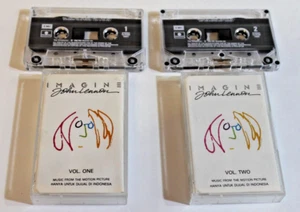 IMAGINE
John Lennon
VOL. ONE
MUSIC FROM THE MOTION PICTURE
HANYA UNTUK DIJUAL DI INDONESIA
IMAGINE
John Lennon
VOL. TWO
MUSIC FROM THE MOTION PICTURE
HANYA UNTUK DIJUAL DI INDONESIA